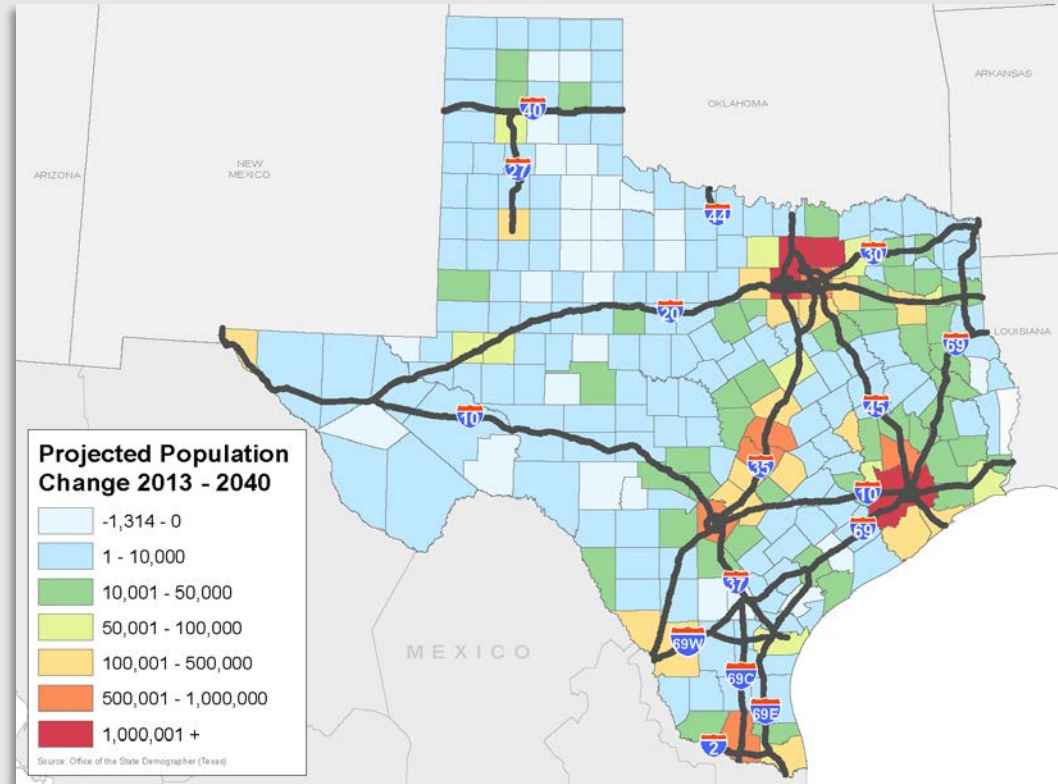 ARKANSAS
OKLAHOMA
40
NEW
MEXICO
ARIZONA
27
44
30
20
LOUISIANA
69
10
45
35
10
69
37
MEXICO
69W
69C
69E
2
Projected Population
Change 2013 - 2040
-1,314 - 0
1 - 10,000
10,001 - 50,000
50,001 - 100,000
100,001 - 500,000
500,001 - 1,000,000
1,000,001 +
Source: Office of the State Demographer (Texas)